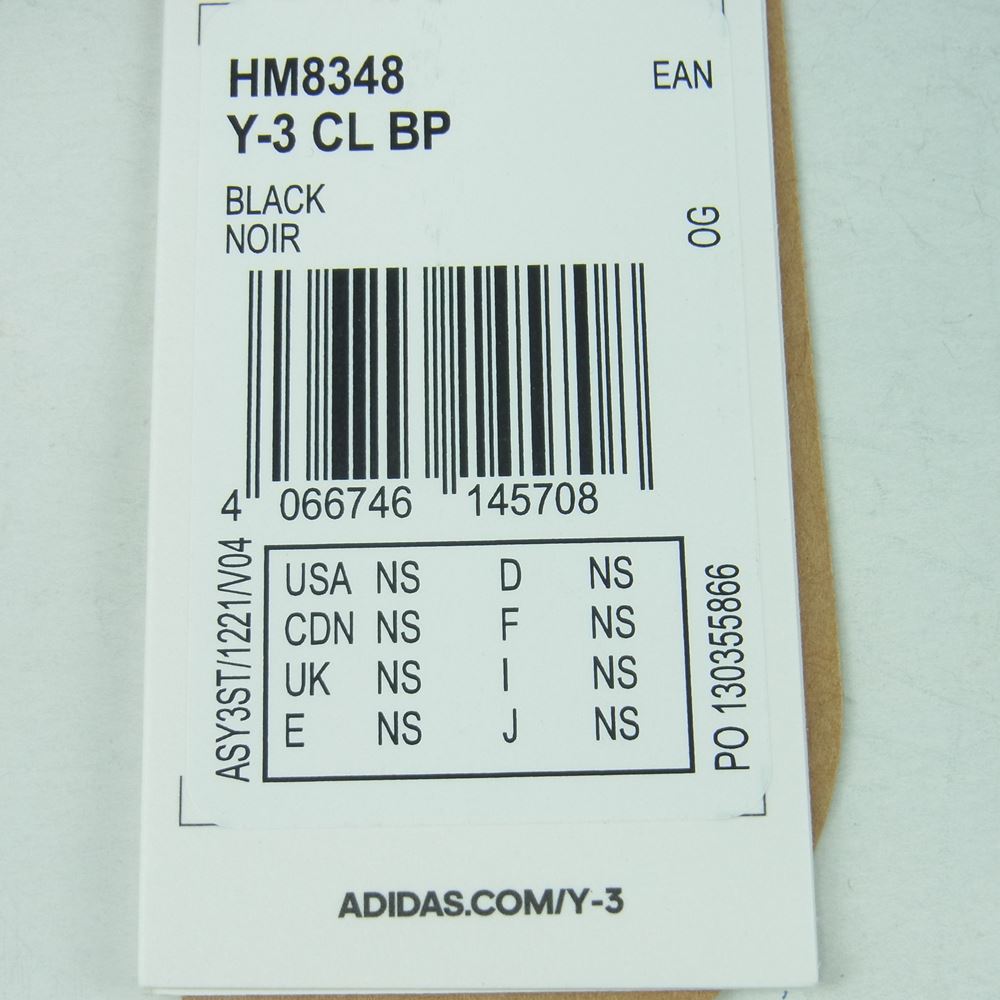 HM8348
EAN
Y-3 CL BP
BLACK
NOIR
OG
4 066746 145708
ASY3ST/1221/V04
USA NS D NS
CDN NS F NS
UK NS I NS
E NS J NS
PO 130355866
ADIDAS.COM/Y-3